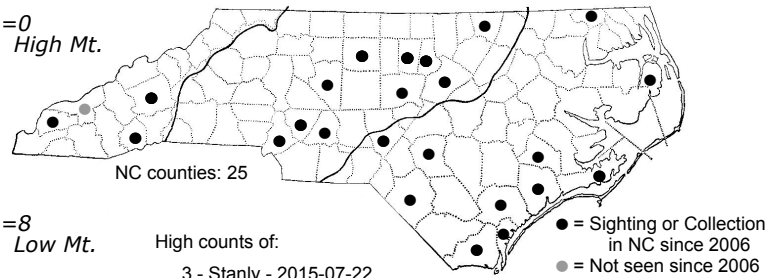 =0
High Mt.
NC counties: 25
=8
Low Mt.
High counts of:
3 - Stanly - 2015-07-22
● = Sighting or Collection
in NC since 2006
● = Not seen since 2006